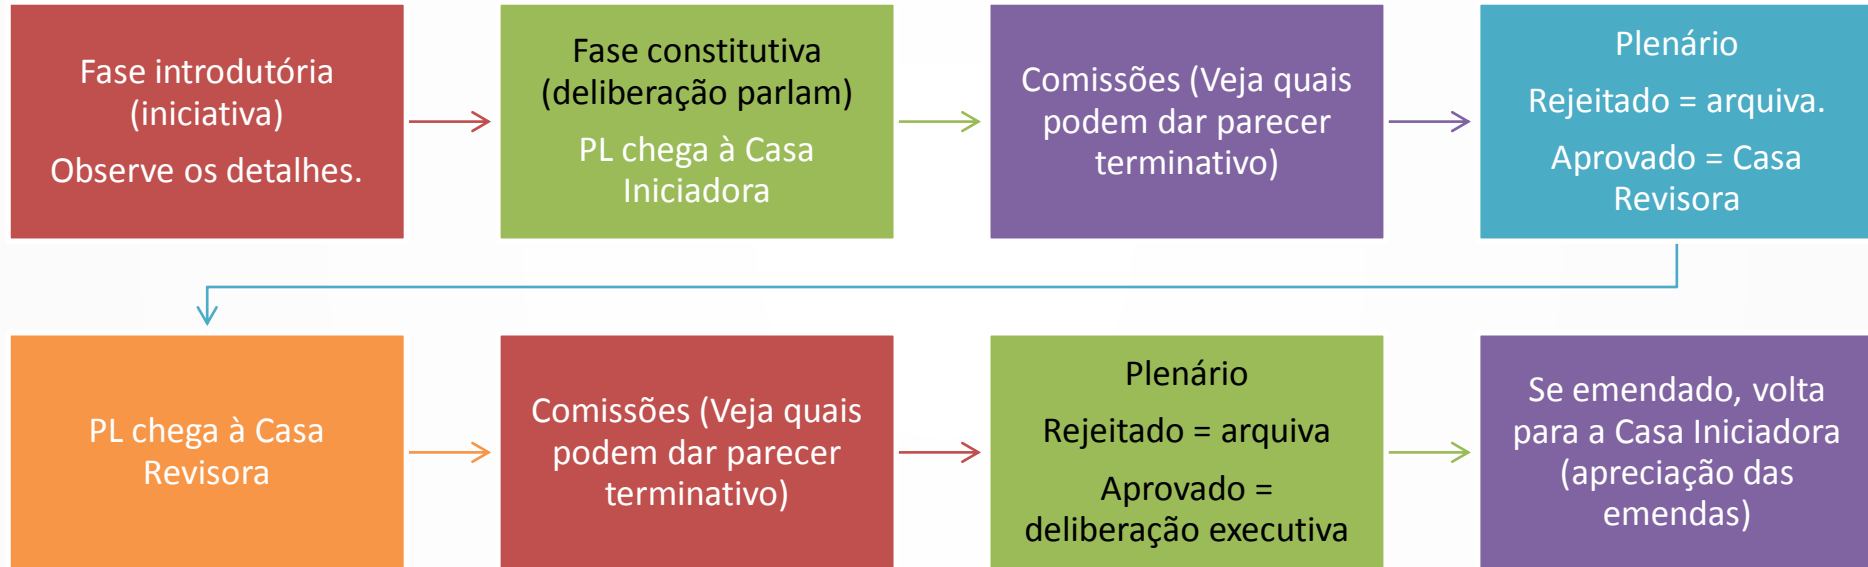 Fase introdutória
(iniciativa)
Observe os detalhes.
Fase constitutiva
(deliberação parlam)
PL chega à Casa
Iniciadora
Comissões (Veja quais
podem dar parecer
terminativo)
Plenário
Rejeitado = arquiva.
Aprovado = Casa
Revisora
PL chega à Casa
Revisora
Comissões (Veja quais
podem dar parecer
terminativo)
Plenário
Rejeitado = arquiva
Aprovado =
deliberação executiva
Se emendado, volta
para a Casa Iniciadora
(apreciação das
emendas)